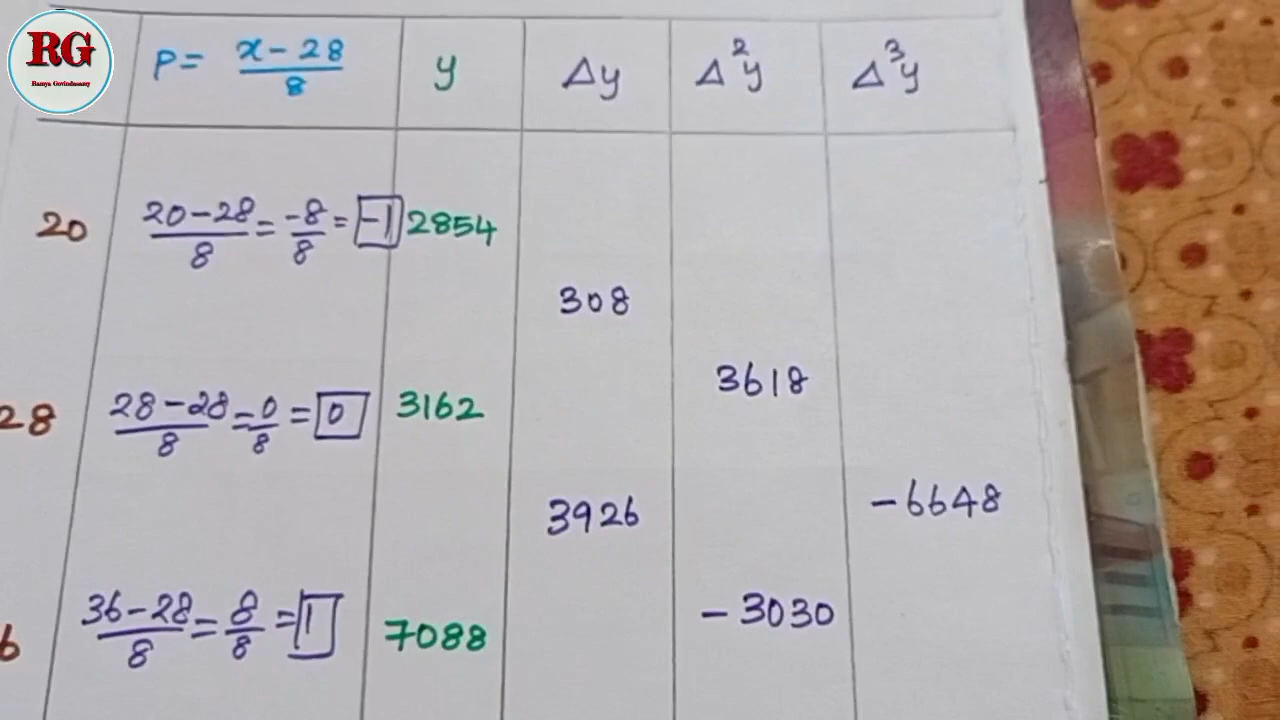 RG
Ramya Govindasamy
P = x - 28 / 8 y Δy Δ²y Δ³y
20 20-28/8 = -8/8 = -1 2854
308
3618
28 28-28/8 = 0/8 = 0 3162
3926 -6648
-3030
6 36-28/8 = 8/8 = 1 7088